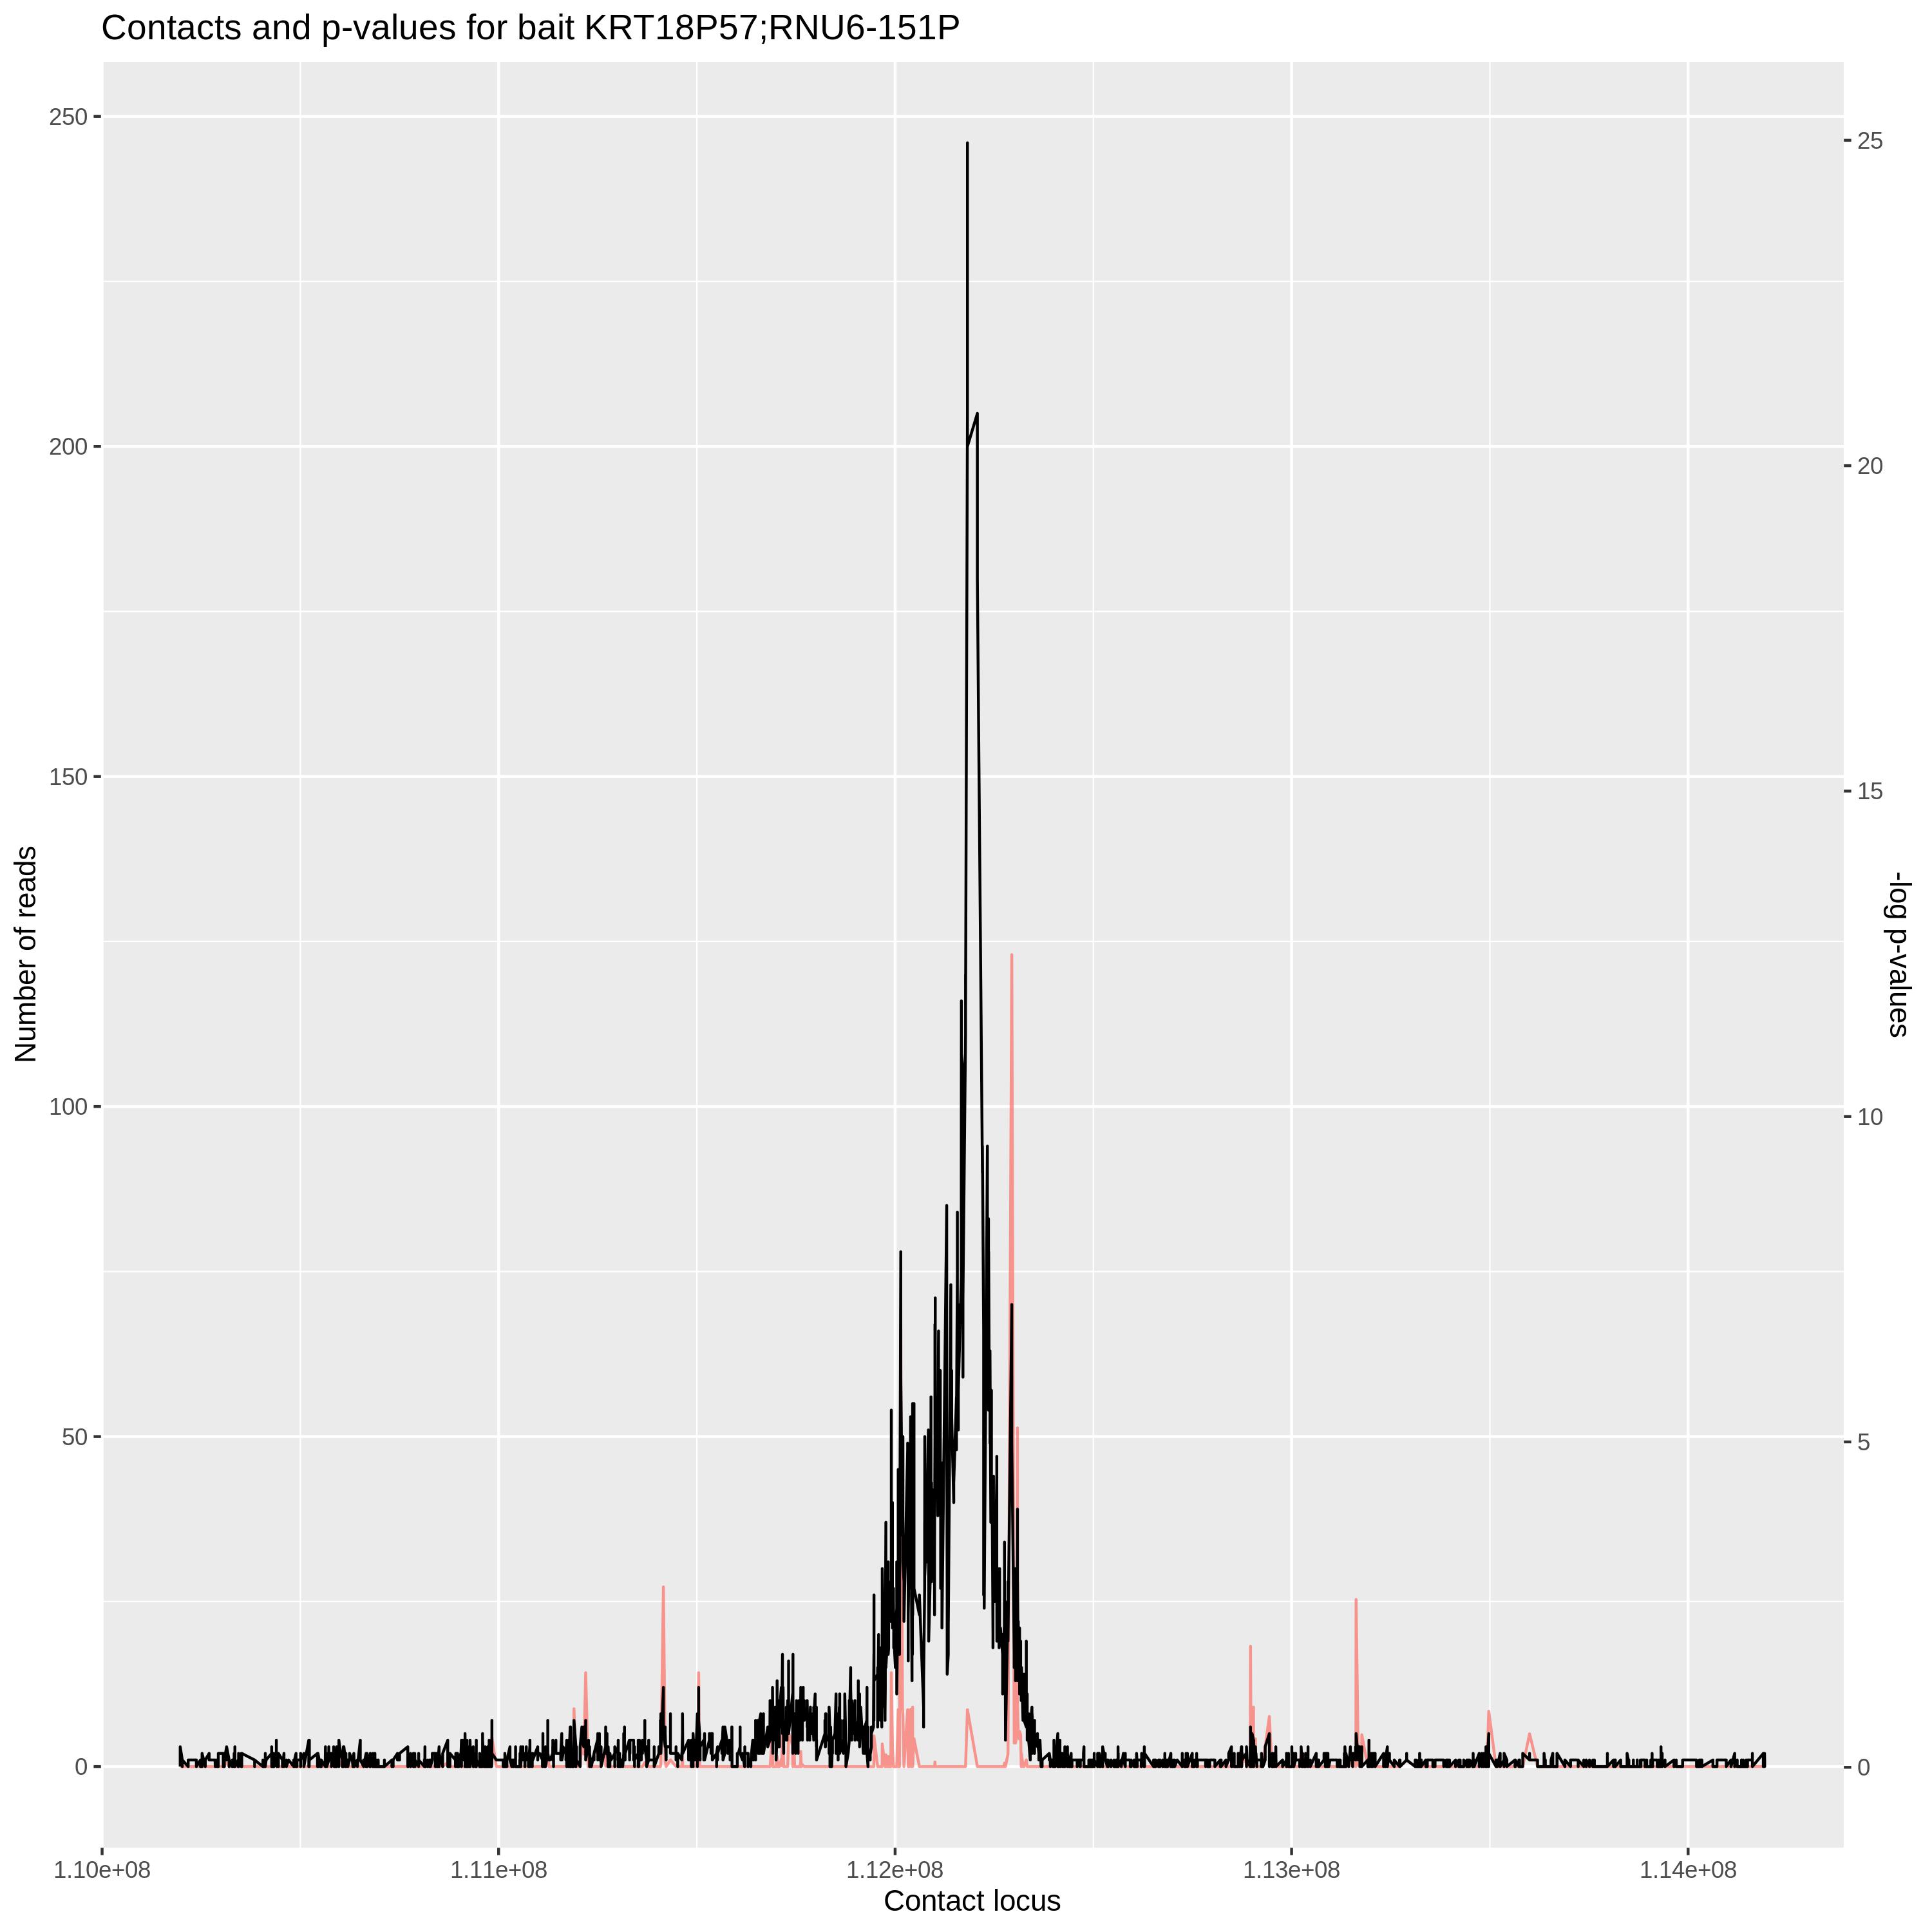 Contacts and p-values for bait KRT18P57;RNU6-151P
250
200
150
100
50
0
Number of reads
25
20
15
10
5
0
-log p-values
1.10e+08
1.11e+08
1.12e+08
1.13e+08
1.14e+08
Contact locus